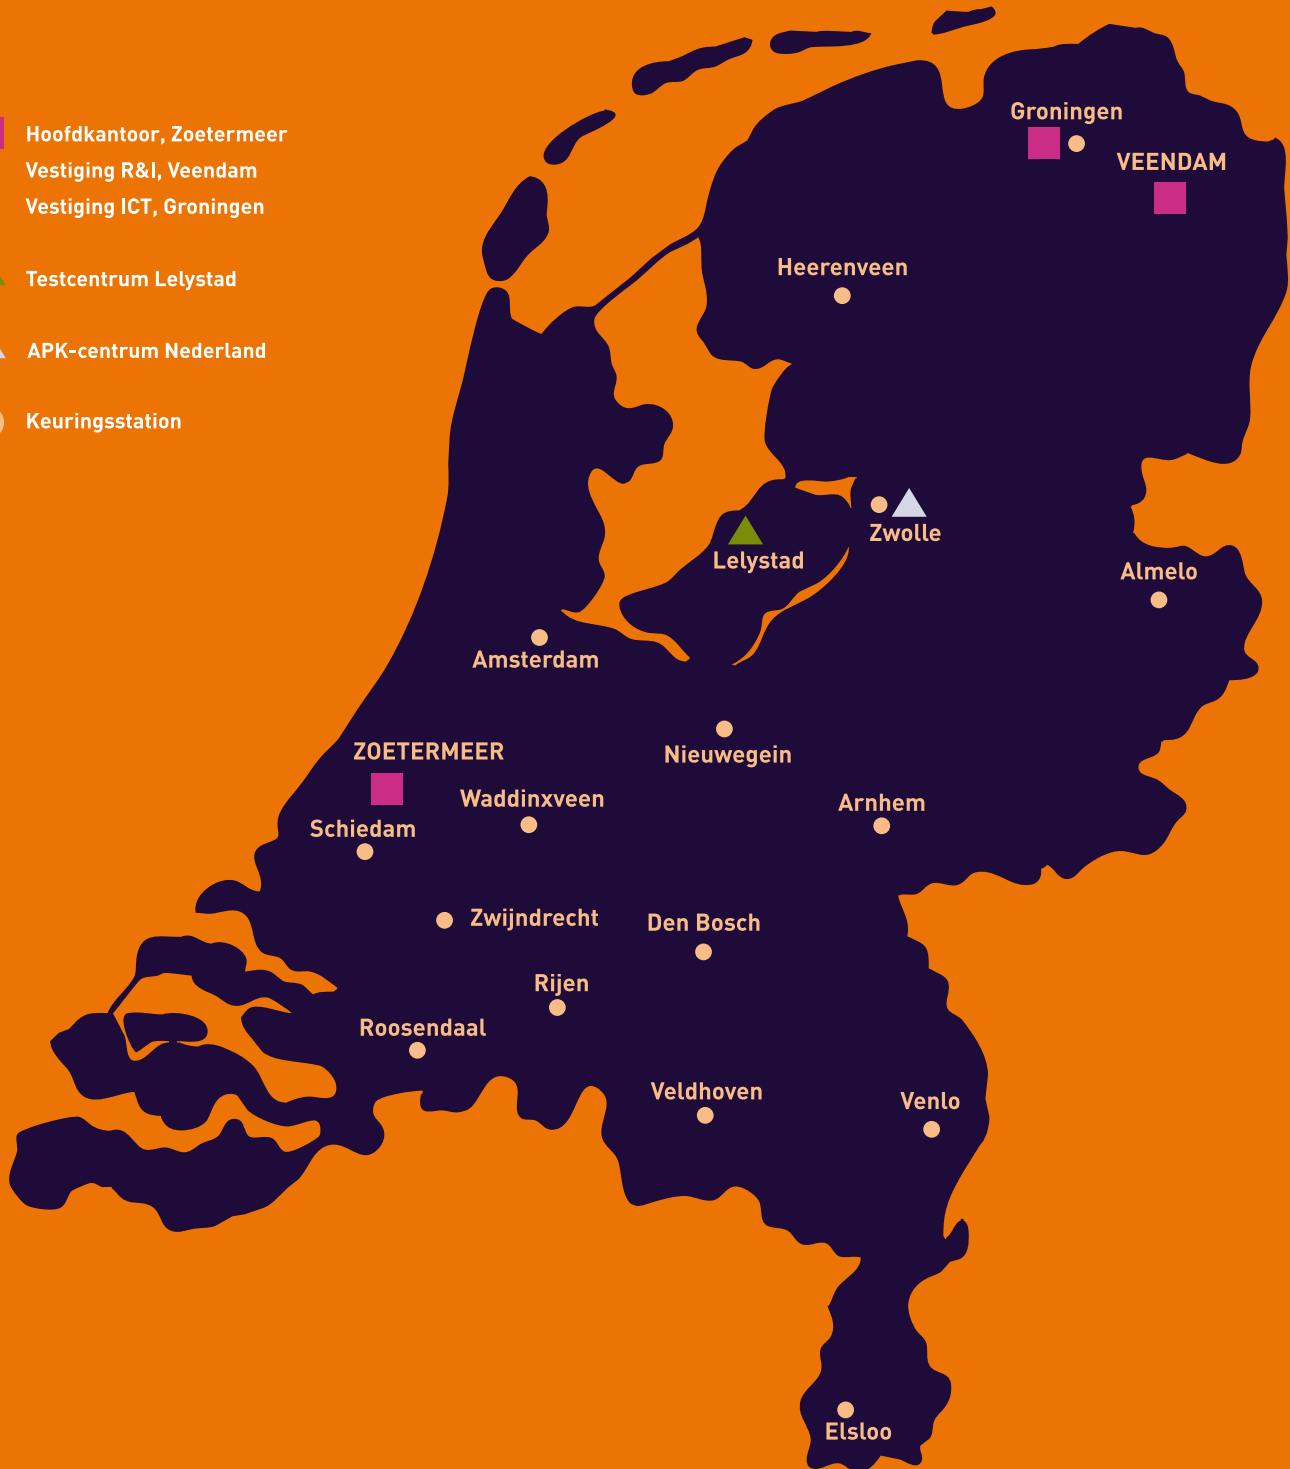 Hoofdkantoor, Zoetermeer
Vestiging R&I, Veendam
Vestiging ICT, Groningen
Testcentrum Lelystad
APK-centrum Nederland
Keuringsstation
Groningen
VEENDAM
Heerenveen
Zwolle
Lelystad
Almelo
Amsterdam
Nieuwegein
ZOETERMEER
Waddinxveen
Arnhem
Schiedam
Zwijndrecht
Den Bosch
Rijen
Roosendaal
Veldhoven
Venlo
Elsloo